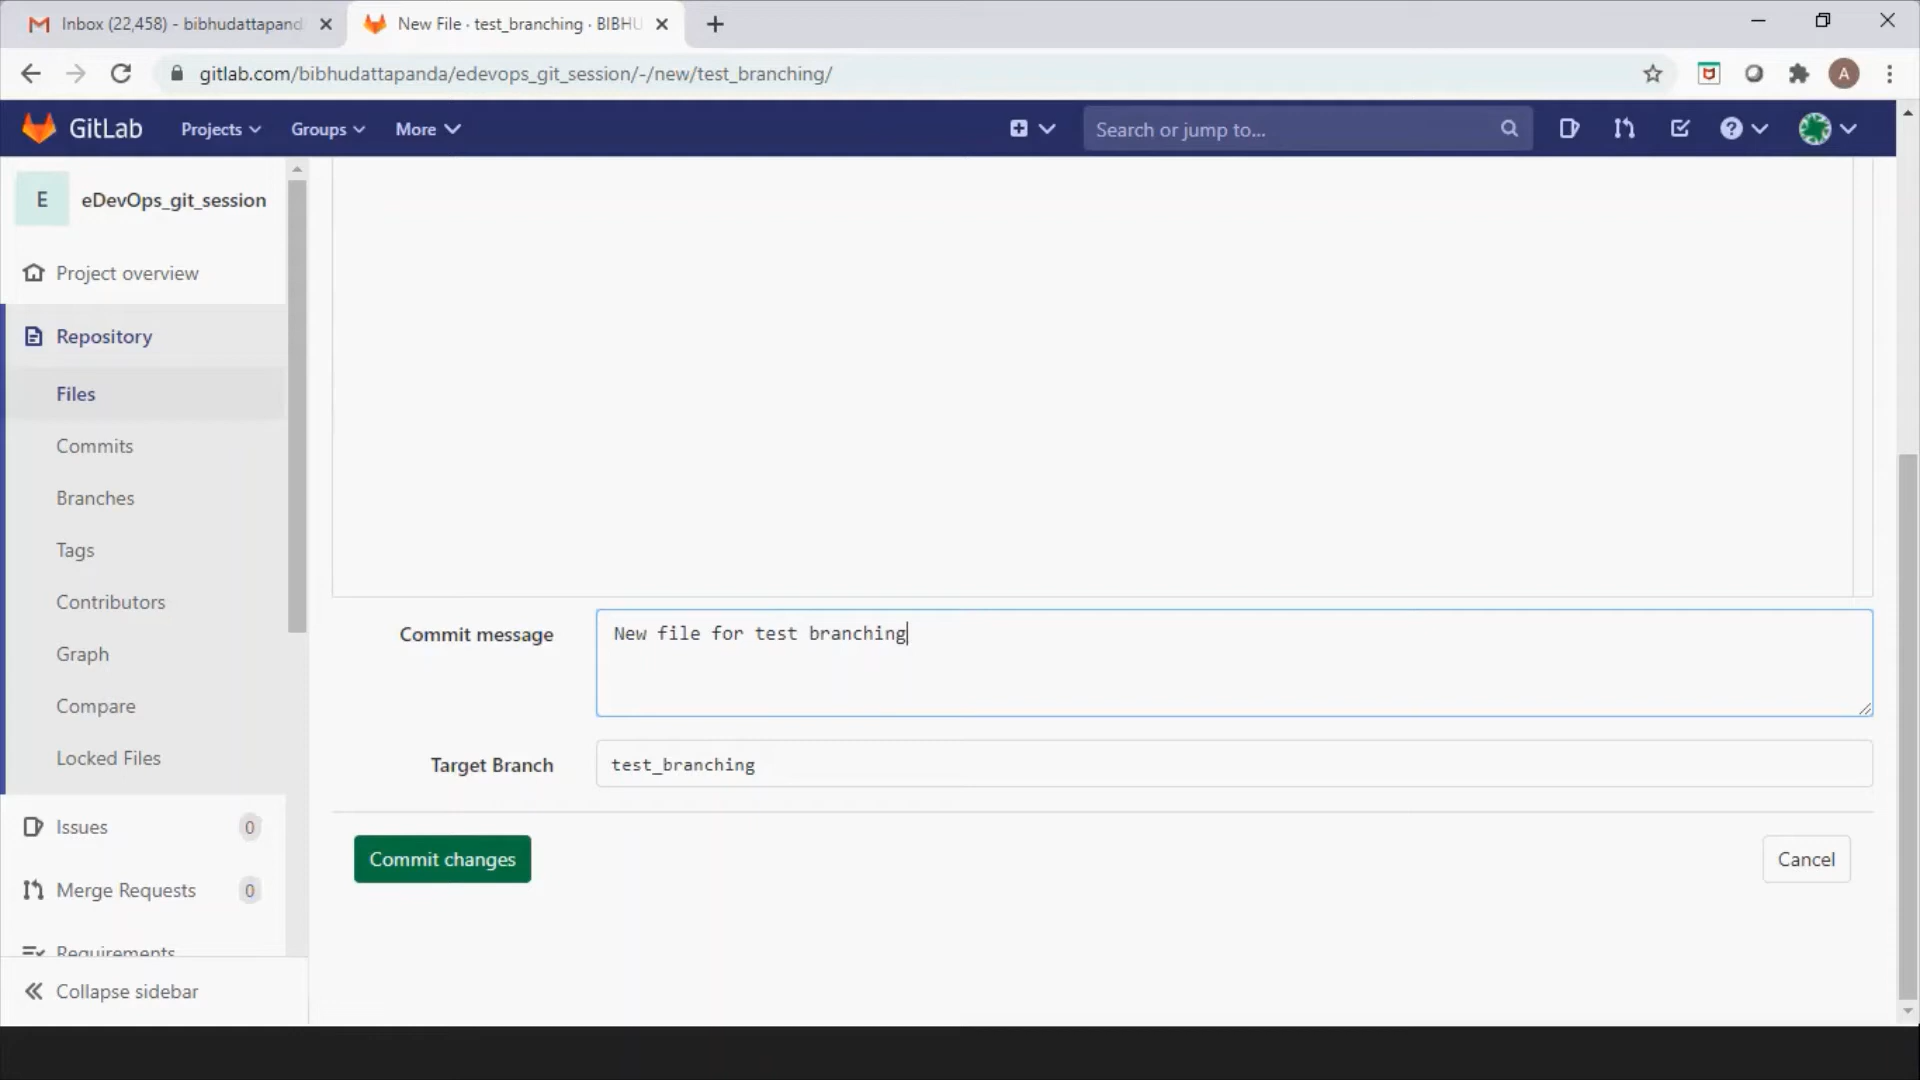 Inbox (22,458) - bibhudattapand
New File · test_branching · BIBHU
gitlab.com/bibhudattapanda/edevops_git_session/-/new/test_branching/
A
GitLab
Projects
Groups
More
Search or jump to...
E
eDevOps_git_session
Project overview
Repository
Files
Commits
Branches
Tags
Contributors
Graph
Compare
Locked Files
Issues 0
Merge Requests 0
Requirements
Collapse sidebar
Commit message
New file for test branching
Target Branch
test_branching
Commit changes
Cancel